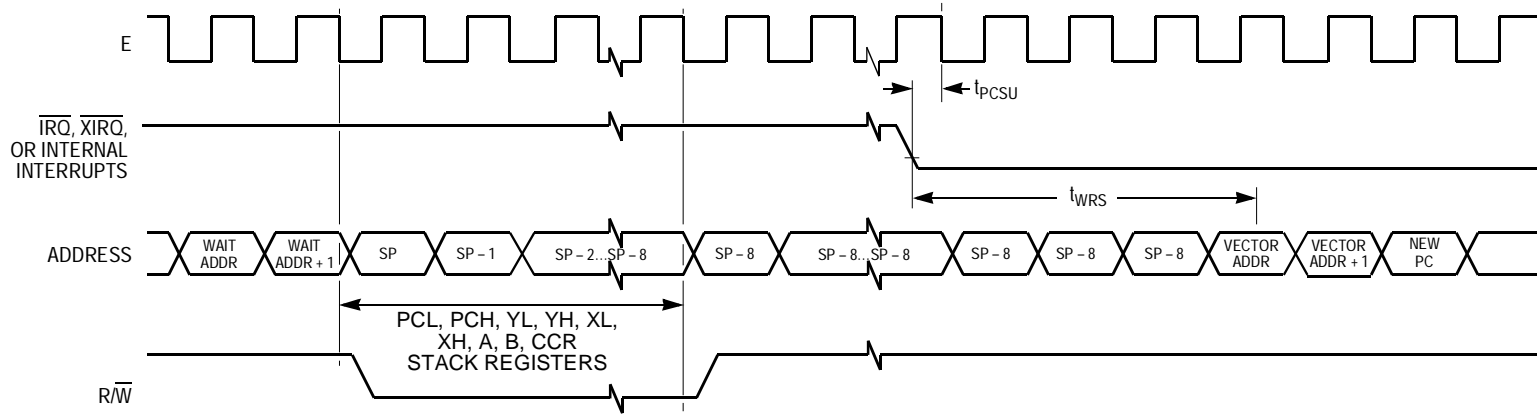 E
tPCSU
IRQ, XIRQ,
OR INTERNAL
INTERRUPTS
tWRS
ADDRESS
WAIT
ADDR
WAIT
ADDR + 1
SP
SP – 1
SP – 2...SP – 8
SP – 8
SP – 8...SP – 8
SP – 8
SP – 8
SP – 8
VECTOR
ADDR
VECTOR
ADDR + 1
NEW
PC
PCL, PCH, YL, YH, XL,
XH, A, B, CCR
STACK REGISTERS
R/W